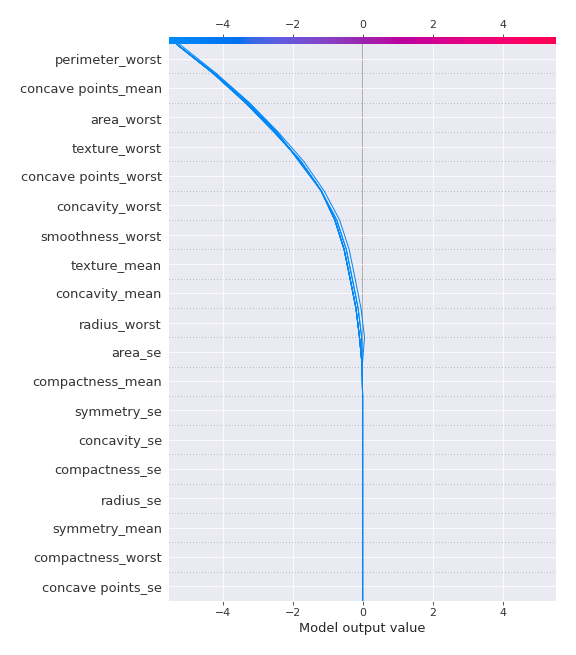 −4 −2 0 2 4
perimeter_worst
concave points_mean
area_worst
texture_worst
concave points_worst
concavity_worst
smoothness_worst
texture_mean
concavity_mean
radius_worst
area_se
compactness_mean
symmetry_se
concavity_se
compactness_se
radius_se
symmetry_mean
compactness_worst
concave points_se
−4 −2 0 2 4
Model output value